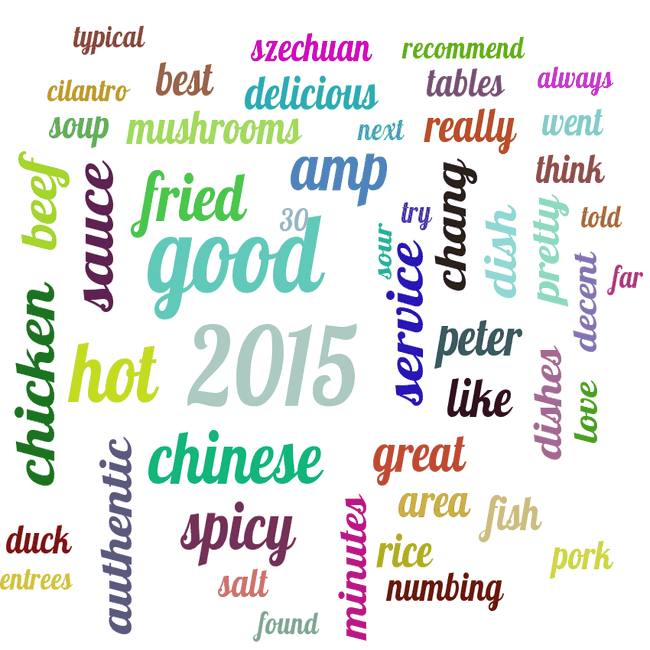 typical
szechuan
recommend
cilantro
best
delicious
tables
always
soup
mushrooms
next
really
went
beef
sauce
fried
amp
chang
think
30
try
told
good
sour
service
dish
pretty
decent
far
chicken
hot
2015
peter
like
dishes
love
chinese
great
authentic
spicy
minutes
area
fish
duck
rice
pork
entrees
salt
numbing
found